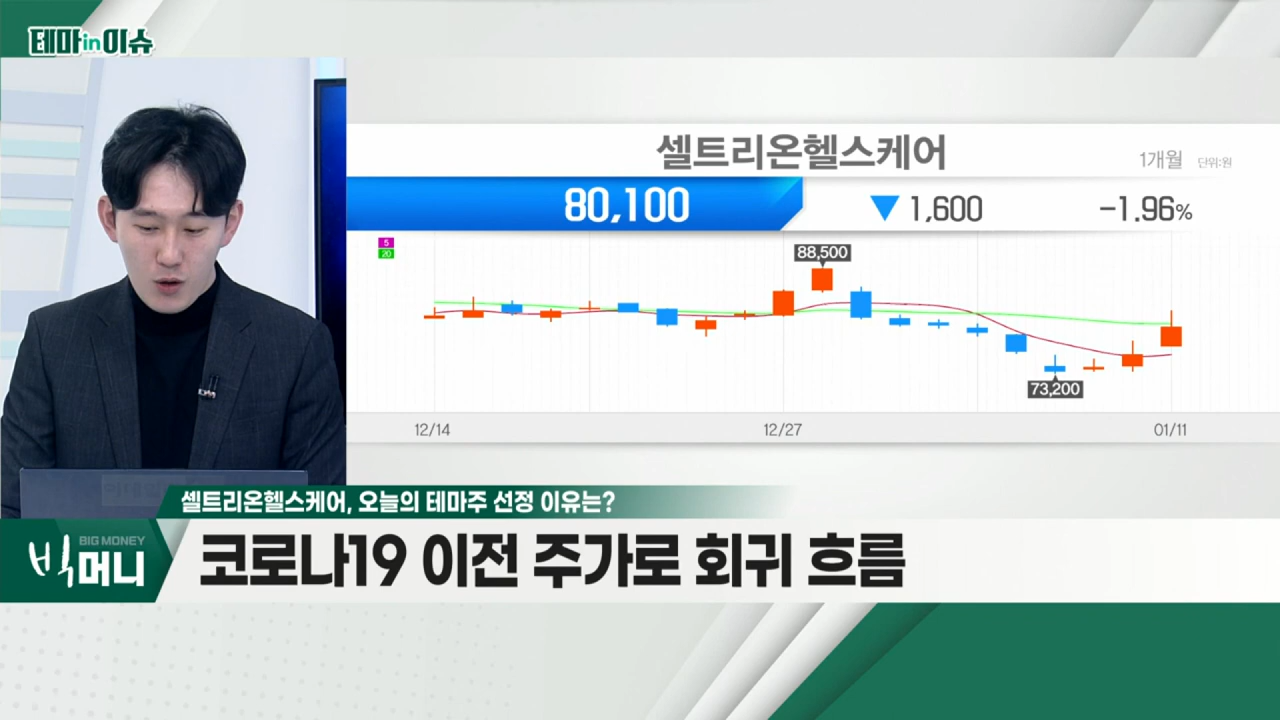 테마in이슈
셀트리온헬스케어
1개월 단위:원
80,100 ▼ 1,600 -1.96%
5
20
88,500
73,200
12/14 12/27 01/11
셀트리온헬스케어, 오늘의 테마주 선정 이유는?
BIG MONEY
빅머니
코로나19 이전 주가로 회귀 흐름